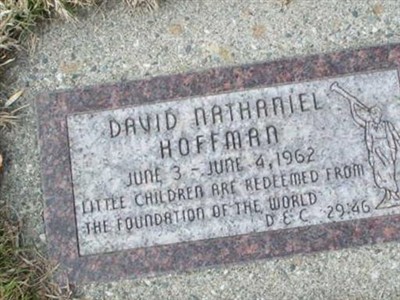 DAVID NATHANIEL
HOFFMAN
JUNE 3 - JUNE 4, 1962
LITTLE CHILDREN ARE REDEEMED FROM
THE FOUNDATION OF THE WORLD
D & C 29:46